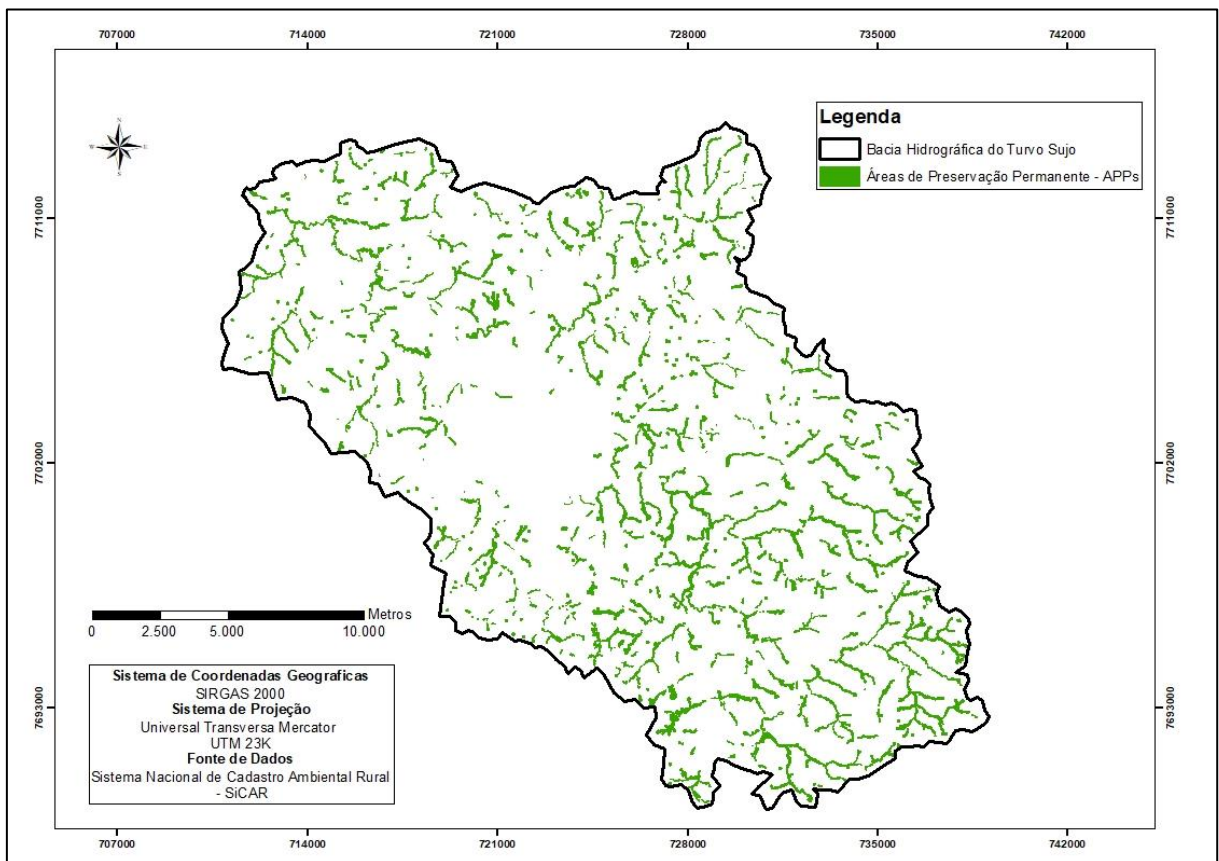 707000 714000 721000 728000 735000 742000
N
W E
S
Legenda
Bacia Hidrográfica do Turvo Sujo
Áreas de Preservação Permanente - APPs
7711000 7711000
7702000 7702000
7693000 7693000
Metros
0 2.500 5.000 10.000
Sistema de Coordenadas Geograficas
SIRGAS 2000
Sistema de Projeção
Universal Transversa Mercator
UTM 23K
Fonte de Dados
Sistema Nacional de Cadastro Ambiental Rural
- SiCAR
707000 714000 721000 728000 735000 742000